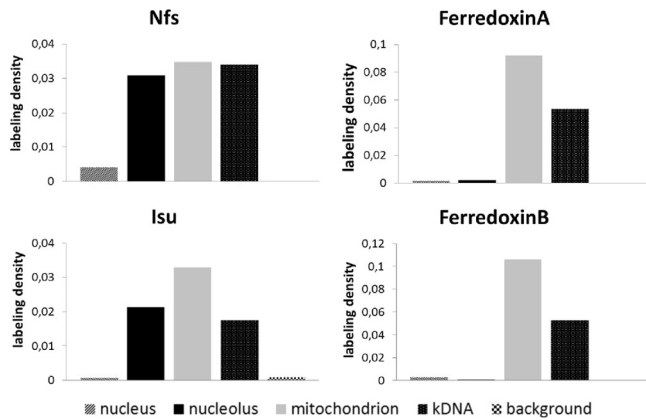 Nfs
0,04
0,03
0,02
0,01
0
labeling density
FerredoxinA
0,1
0,08
0,06
0,04
0,02
0
labeling density
Isu
0,04
0,03
0,02
0,01
0
labeling density
FerredoxinB
0,12
0,1
0,08
0,06
0,04
0,02
0
labeling density
nucleus nucleolus mitochondrion kDNA background